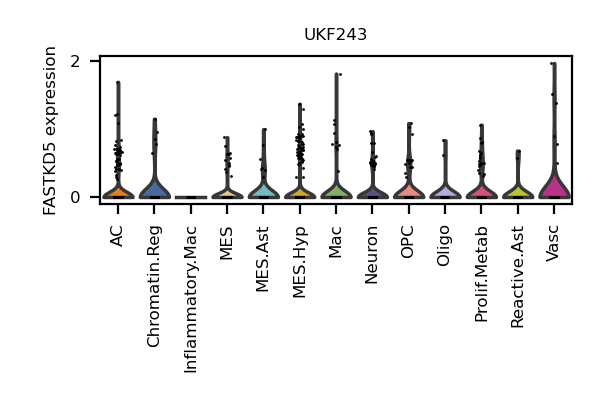 UKF243
FASTKD5 expression
2
0
AC
Chromatin.Reg
Inflammatory.Mac
MES
MES.Ast
MES.Hyp
Mac
Neuron
OPC
Oligo
Prolif.Metab
Reactive.Ast
Vasc